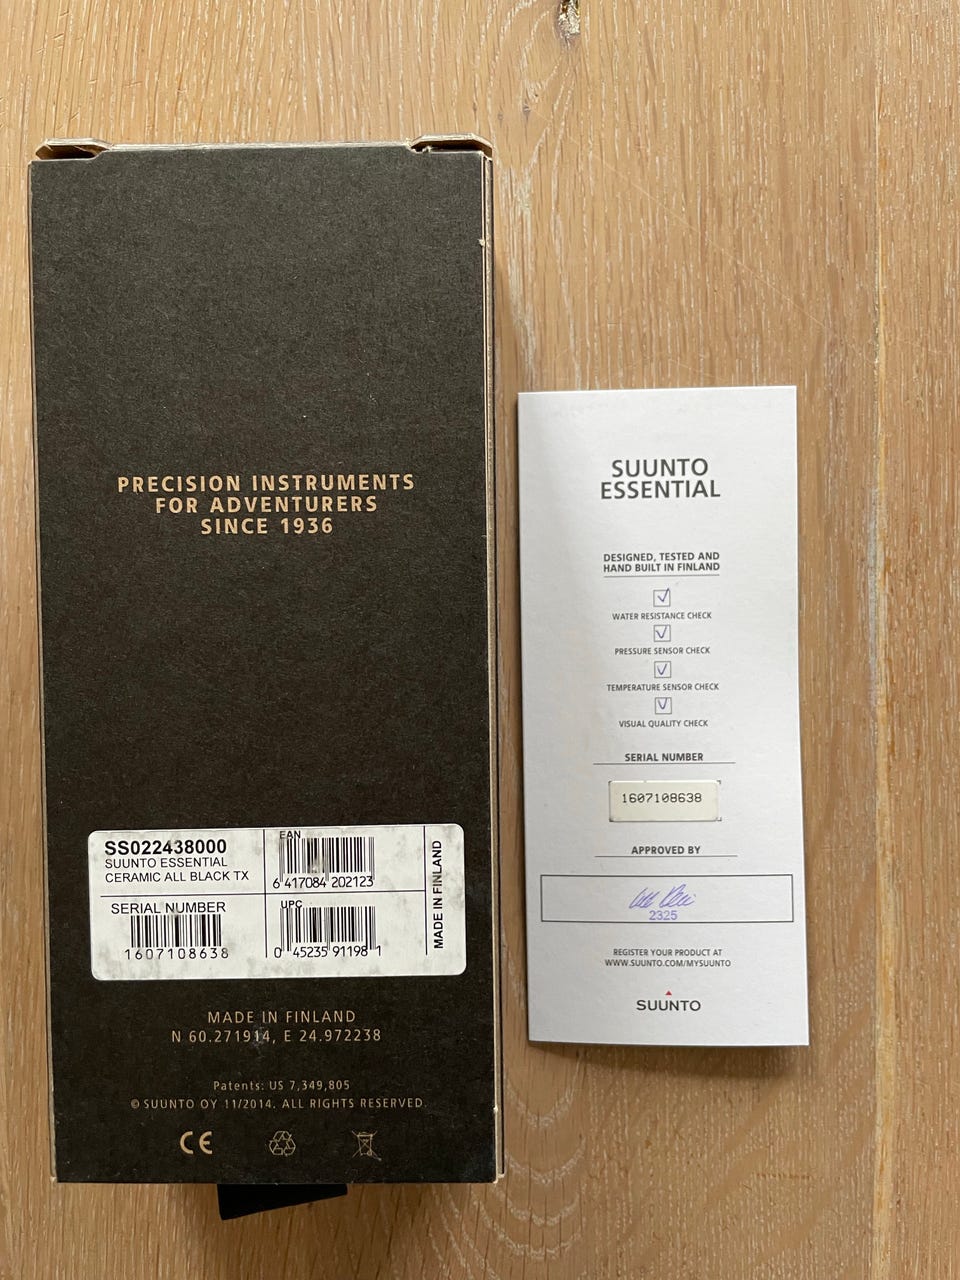 PRECISION INSTRUMENTS
FOR ADVENTURERS
SINCE 1936
SS022438000
SUUNTO ESSENTIAL
CERAMIC ALL BLACK TX
EAN
6 417084 202123
SERIAL NUMBER
1607108638
UPC
0 45235 91198 1
MADE IN FINLAND
MADE IN FINLAND
N 60.271914, E 24.972238
Patents: US 7,349,805
© SUUNTO OY 11/2014. ALL RIGHTS RESERVED.
CE
SUUNTO
ESSENTIAL
DESIGNED, TESTED AND
HAND BUILT IN FINLAND
WATER RESISTANCE CHECK
PRESSURE SENSOR CHECK
TEMPERATURE SENSOR CHECK
VISUAL QUALITY CHECK
SERIAL NUMBER
1607108638
APPROVED BY
2325
REGISTER YOUR PRODUCT AT
WWW.SUUNTO.COM/MYSUUNTO
SUUNTO